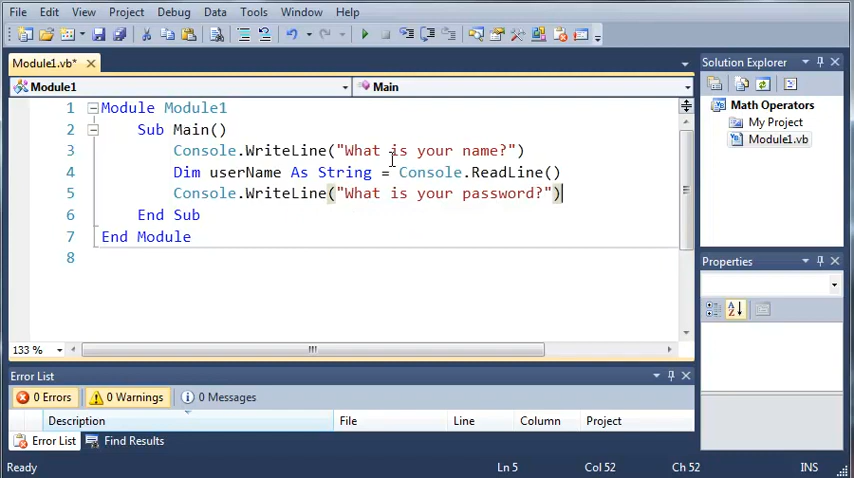 File Edit View Project Debug Data Tools Window Help
Module1.vb*
Module1 Main
1 Module Module1
2 Sub Main()
3 Console.WriteLine("What is your name?")
4 Dim userName As String = Console.ReadLine()
5 Console.WriteLine("What is your password?")
6 End Sub
7 End Module
8
133 %
Solution Explorer
Math Operators
My Project
Module1.vb
Properties
Error List
0 Errors 0 Warnings 0 Messages
Description File Line Column Project
Error List Find Results
Ready Ln 5 Col 52 Ch 52 INS